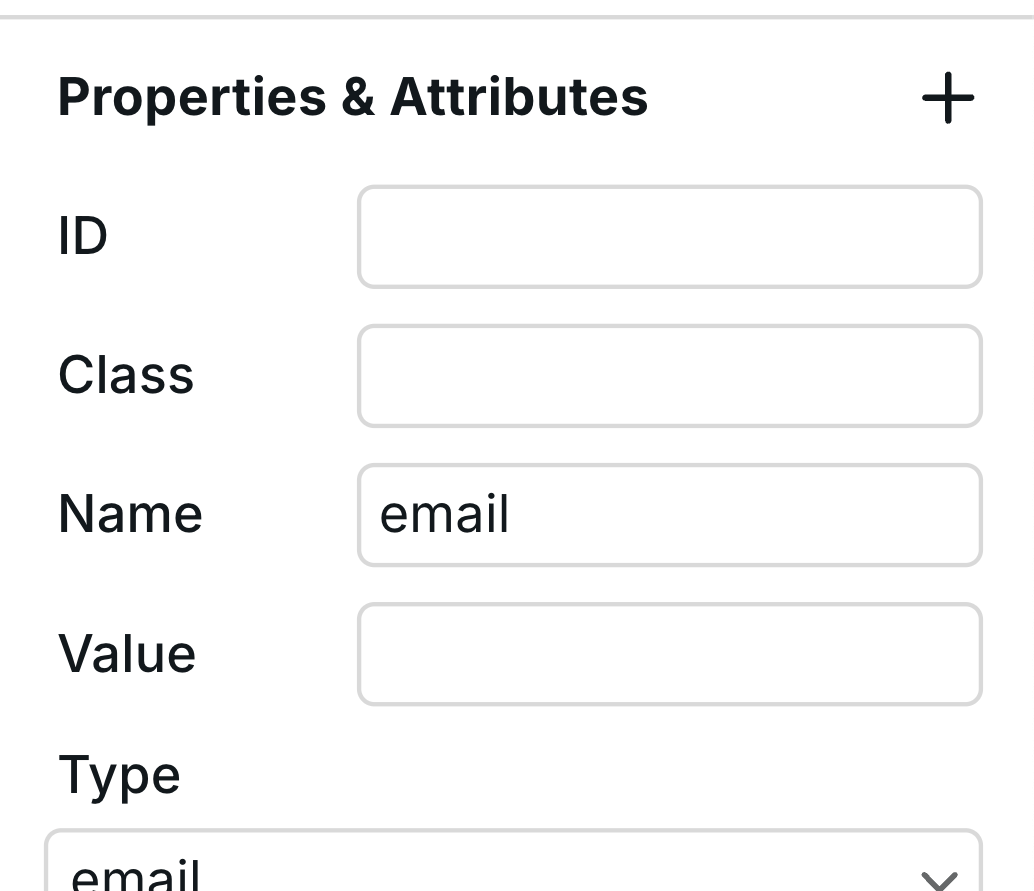 Properties & Attributes
ID
Class
Name
email
Value
Type
email